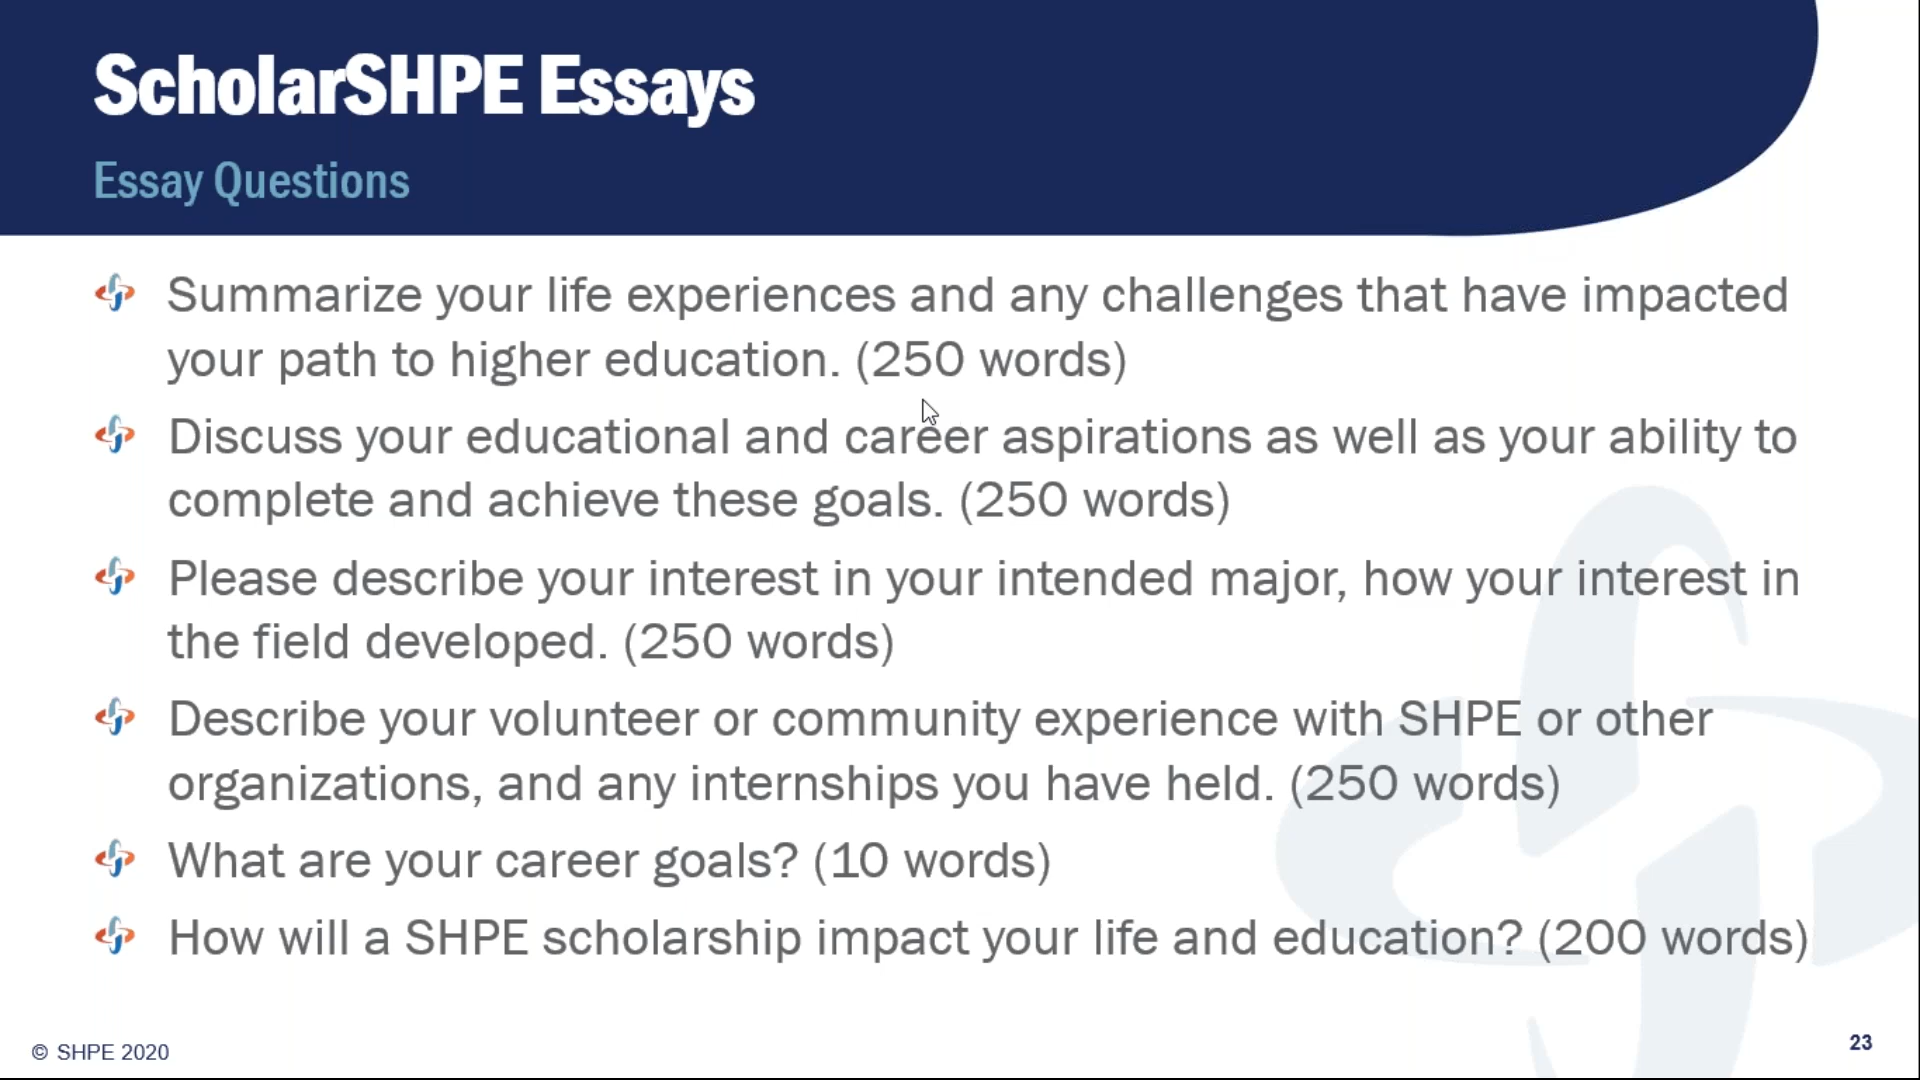 ScholarSHPE Essays
Essay Questions
Summarize your life experiences and any challenges that have impacted
your path to higher education. (250 words)
Discuss your educational and career aspirations as well as your ability to
complete and achieve these goals. (250 words)
Please describe your interest in your intended major, how your interest in
the field developed. (250 words)
Describe your volunteer or community experience with SHPE or other
organizations, and any internships you have held. (250 words)
What are your career goals? (10 words)
How will a SHPE scholarship impact your life and education? (200 words)
© SHPE 2020
23